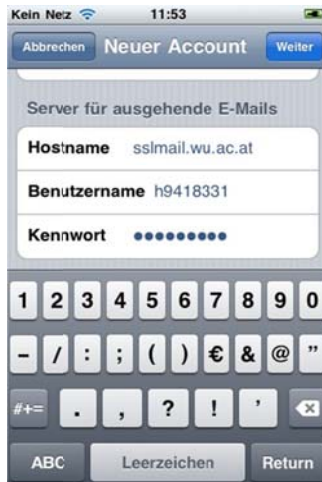 Kein Netz 11:53
Abbrechen Neuer Account Weiter
Server für ausgehende E-Mails
Hostname sslmail.wu.ac.at
Benutzername h9418331
Kennwort ●●●●●●●●●
1 2 3 4 5 6 7 8 9 0
- / : ; ( ) € & @ "
#+= . , ? ! '
ABC Leerzeichen Return